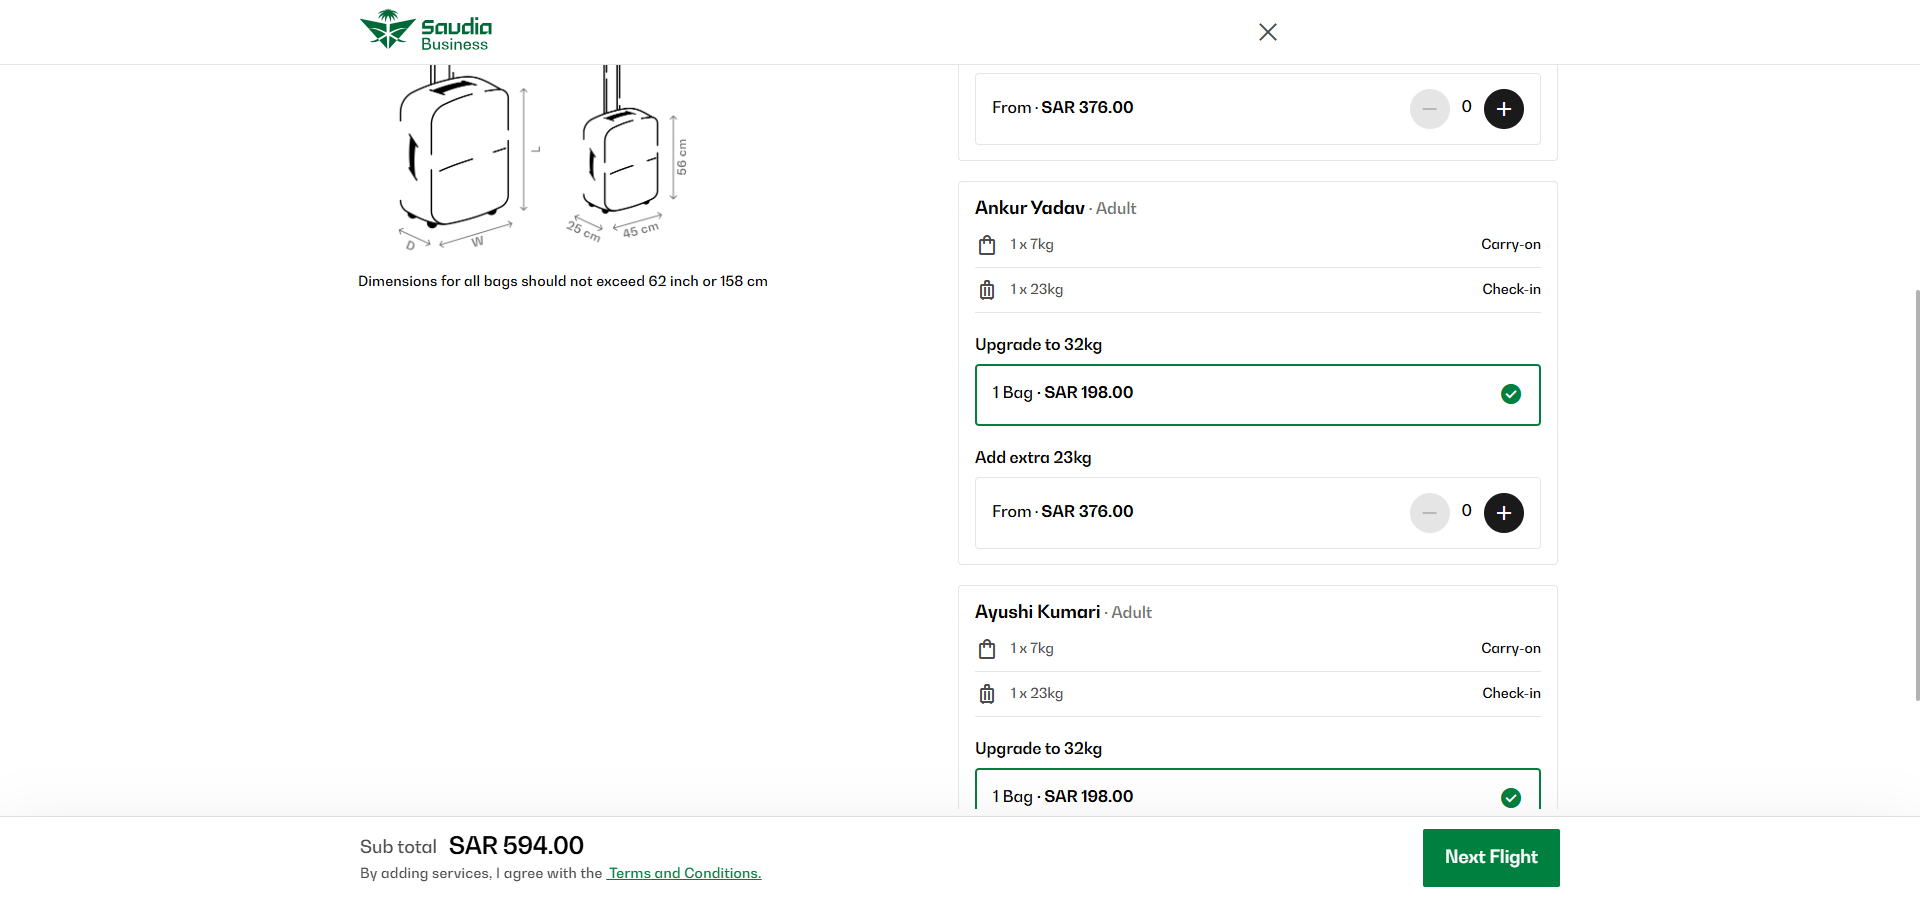 Saudia
Business
L
D
W
56 cm
25 cm
45 cm
Dimensions for all bags should not exceed 62 inch or 158 cm
From · SAR 376.00
0
Ankur Yadav · Adult
1 x 7kg
Carry-on
1 x 23kg
Check-in
Upgrade to 32kg
1 Bag · SAR 198.00
Add extra 23kg
From · SAR 376.00
0
Ayushi Kumari · Adult
1 x 7kg
Carry-on
1 x 23kg
Check-in
Upgrade to 32kg
1 Bag · SAR 198.00
Sub total SAR 594.00
By adding services, I agree with the Terms and Conditions.
Next Flight